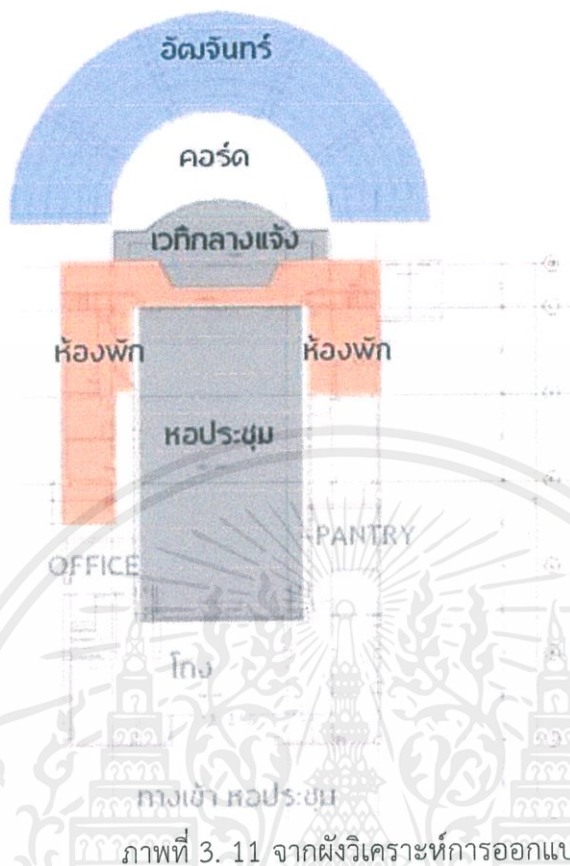 อัฒจันทร์
คอร์ด
เวทีกลางแจ้ง
ห้องพัก ห้องพัก
หอประชุม
PANTRY
OFFICE
โถง
ทางเข้า หอประชุม
ภาพที่ 3. 11 จากผังวิเคราะห์การออกแบบ